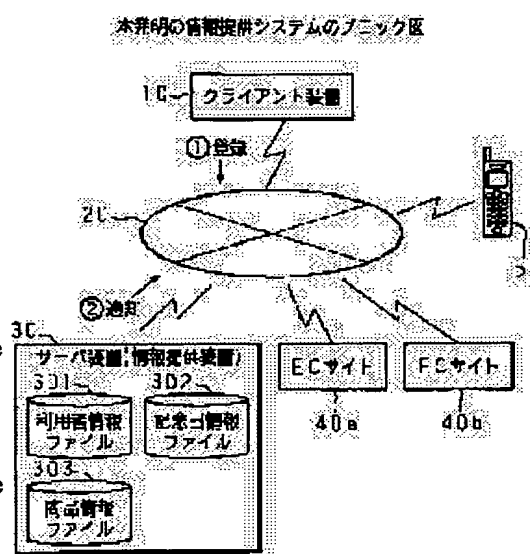 本発明の情報提供システムのブロック図
10
クライアント装置
①登録
20
②通知
30
サーバ装置(情報提供装置)
301
302
利用者情報
ファイル
記念日情報
ファイル
303
商品情報
ファイル
ECサイト
ECサイト
40a
40b